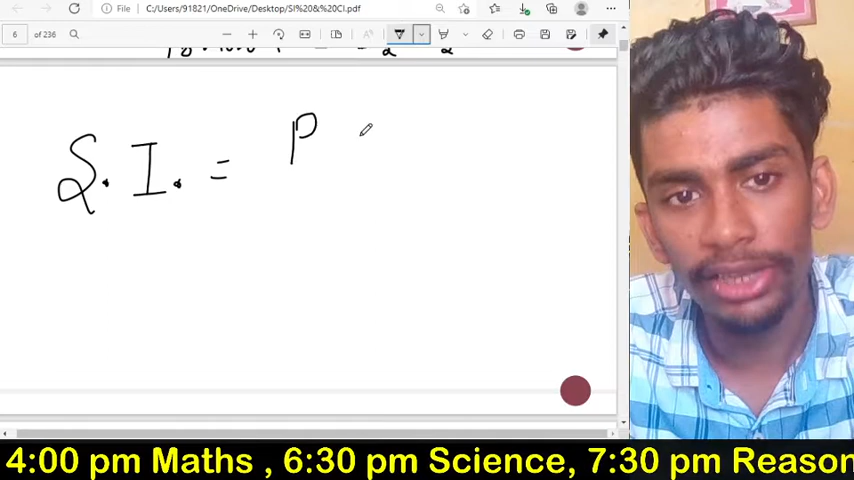 File C:/Users/91821/OneDrive/Desktop/SI%20&%20CI.pdf
6 of 236
S. I. = P
4:00 pm Maths , 6:30 pm Science, 7:30 pm Reason